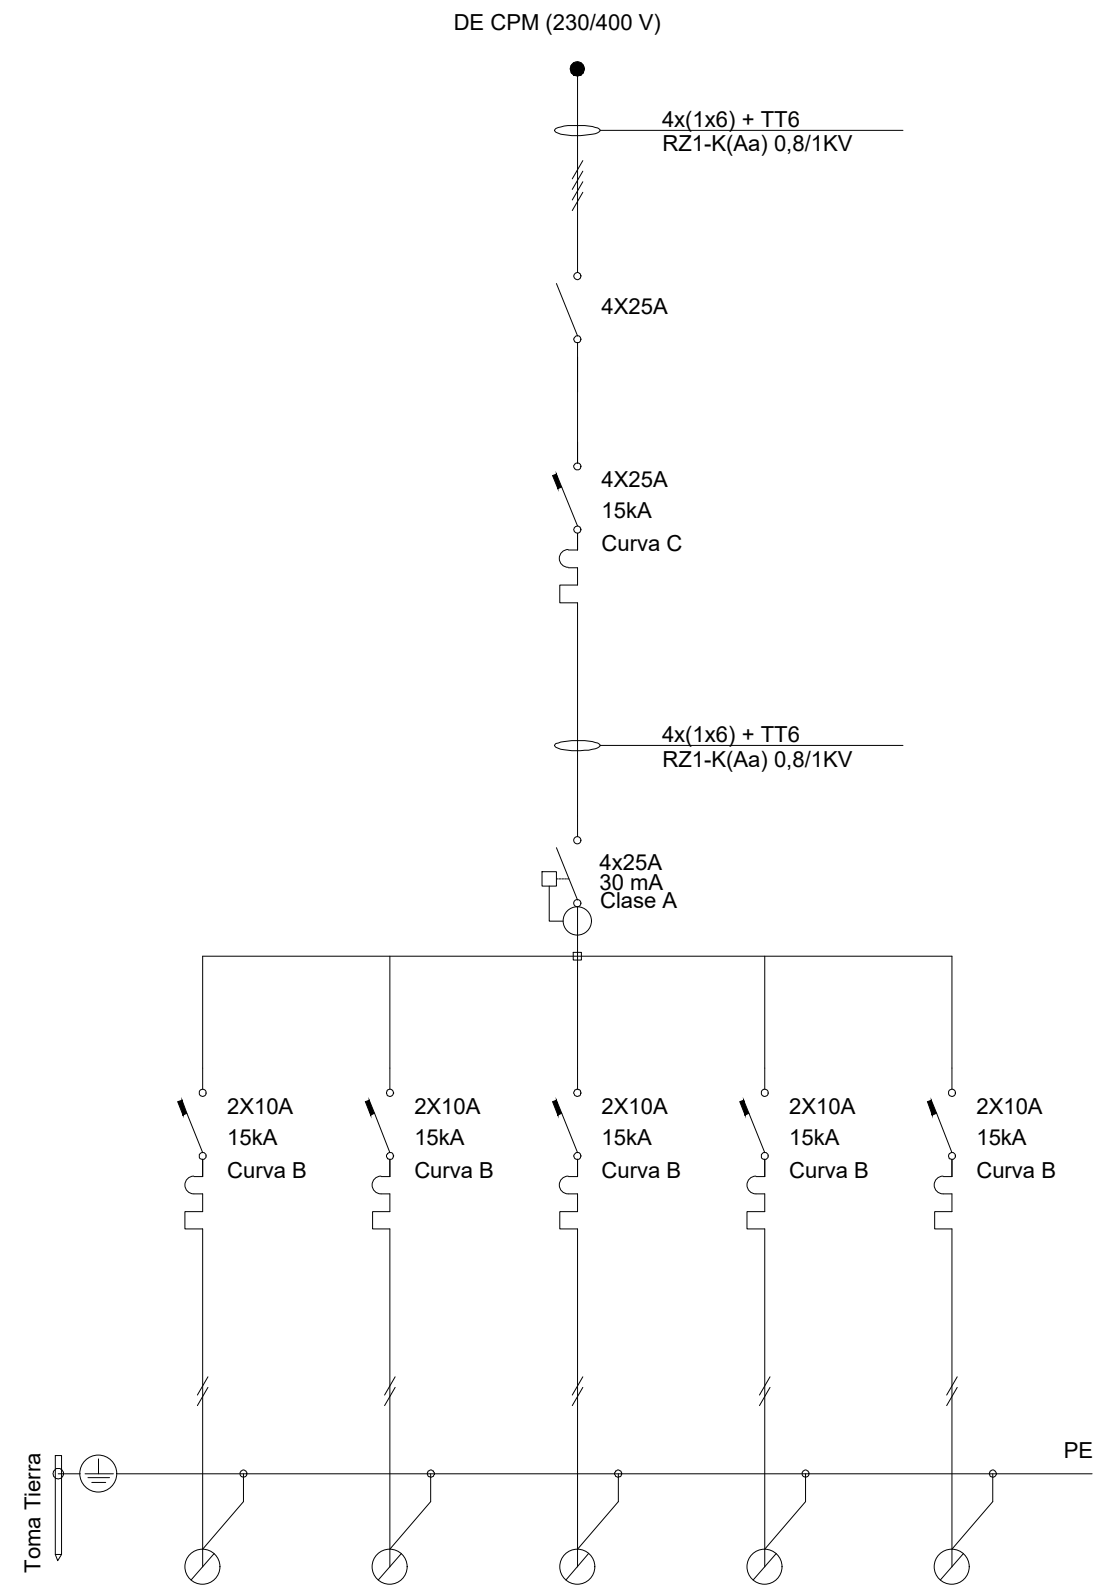 DE CPM (230/400 V)
4x(1x6) + TT6
RZ1-K(Aa) 0,8/1KV
4X25A
4X25A
15kA
Curva C
4x(1x6) + TT6
RZ1-K(Aa) 0,8/1KV
4x25A
30 mA
Clase A
2X10A
15kA
Curva B
2X10A
15kA
Curva B
2X10A
15kA
Curva B
2X10A
15kA
Curva B
2X10A
15kA
Curva B
PE
Toma Tierra